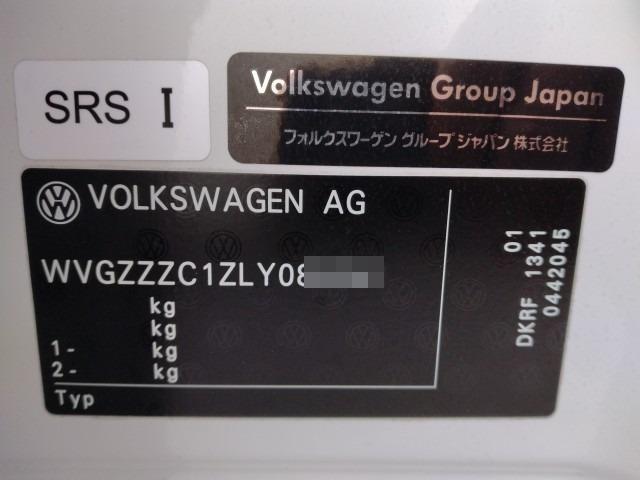 SRS I
Volkswagen Group Japan
フォルクスワーゲン グループ ジャパン 株式会社
VOLKSWAGEN AG
WVGZZZC1ZLY08
kg
kg
1- kg
2- kg
Typ
01
DKRF 1341
0442045